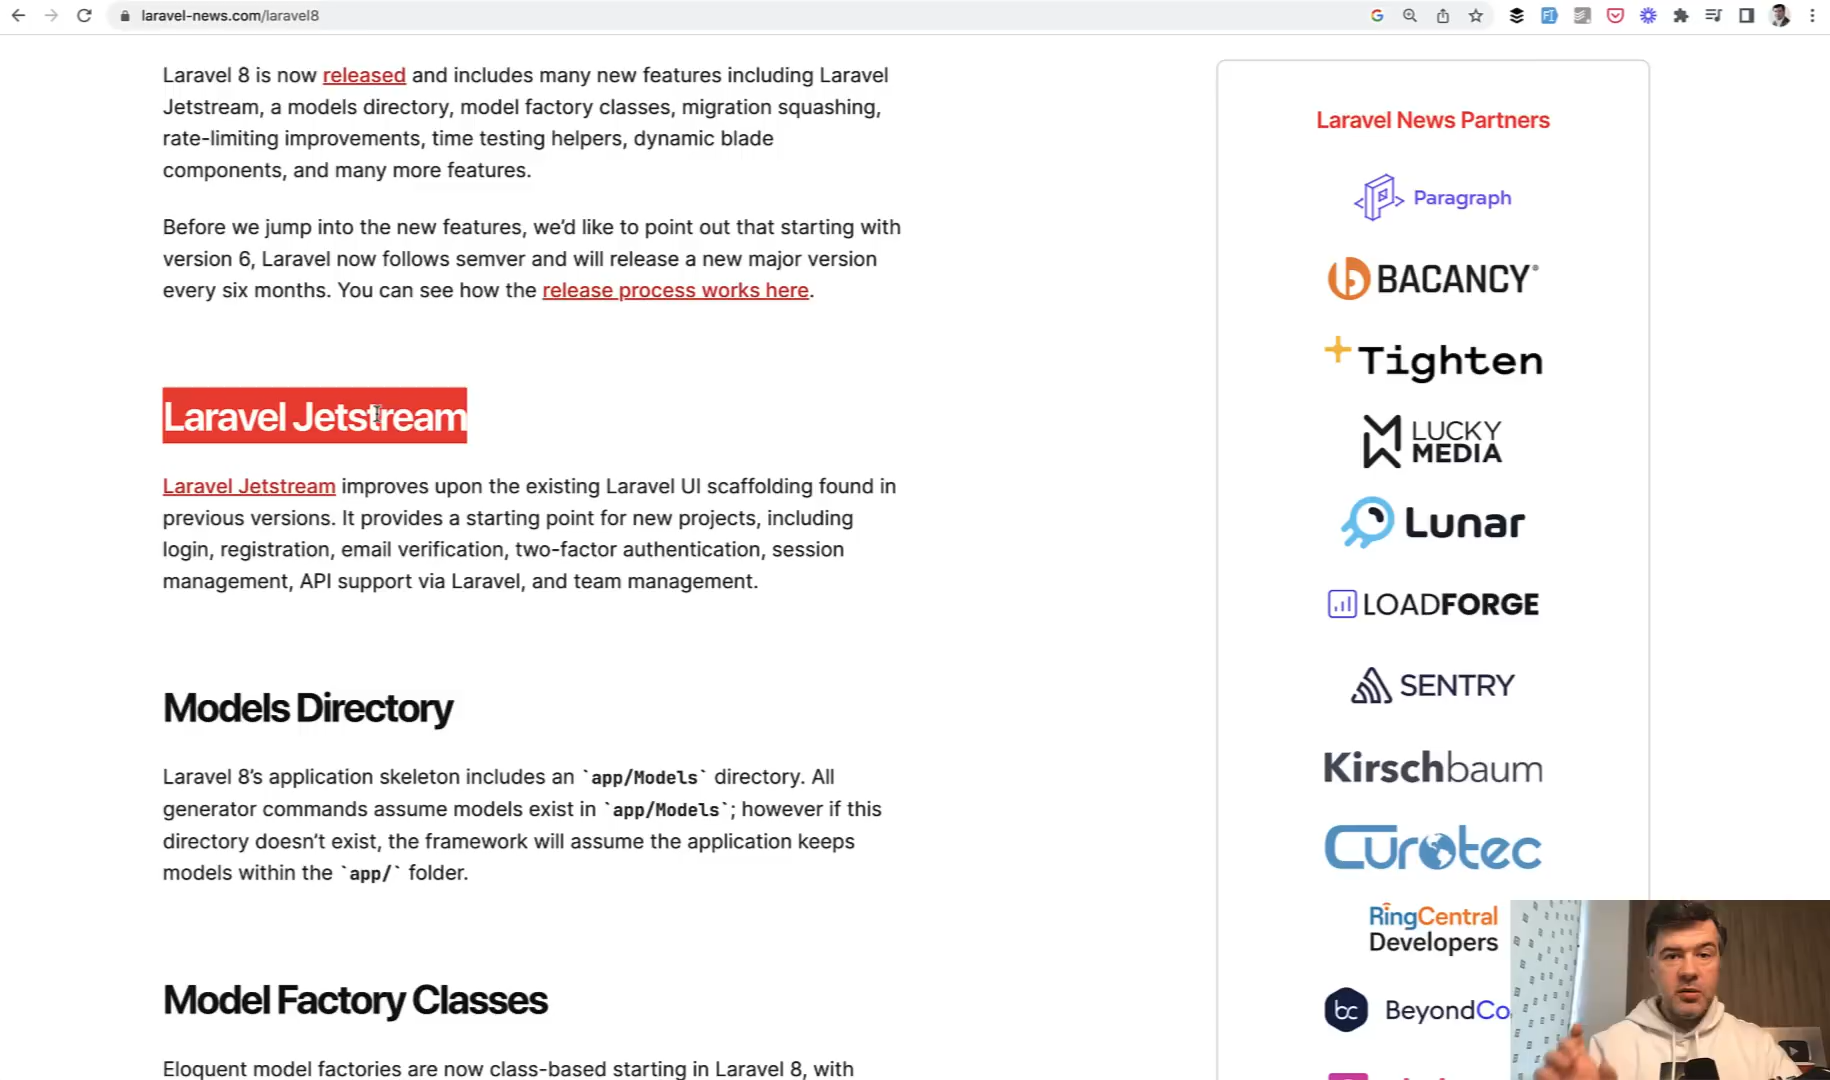 laravel-news.com/laravel8
Laravel 8 is now released and includes many new features including Laravel
Jetstream, a models directory, model factory classes, migration squashing,
rate-limiting improvements, time testing helpers, dynamic blade
components, and many more features.
Before we jump into the new features, we’d like to point out that starting with
version 6, Laravel now follows semver and will release a new major version
every six months. You can see how the release process works here.
Laravel Jetstream
Laravel Jetstream improves upon the existing Laravel UI scaffolding found in
previous versions. It provides a starting point for new projects, including
login, registration, email verification, two-factor authentication, session
management, API support via Laravel, and team management.
Models Directory
Laravel 8’s application skeleton includes an `app/Models` directory. All
generator commands assume models exist in `app/Models`; however if this
directory doesn’t exist, the framework will assume the application keeps
models within the `app/` folder.
Model Factory Classes
Eloquent model factories are now class-based starting in Laravel 8, with
Laravel News Partners
Paragraph
BACANCY
Tighten
LUCKY
MEDIA
Lunar
LOADFORGE
SENTRY
Kirschbaum
Curotec
RingCentral
Developers
bc BeyondCo